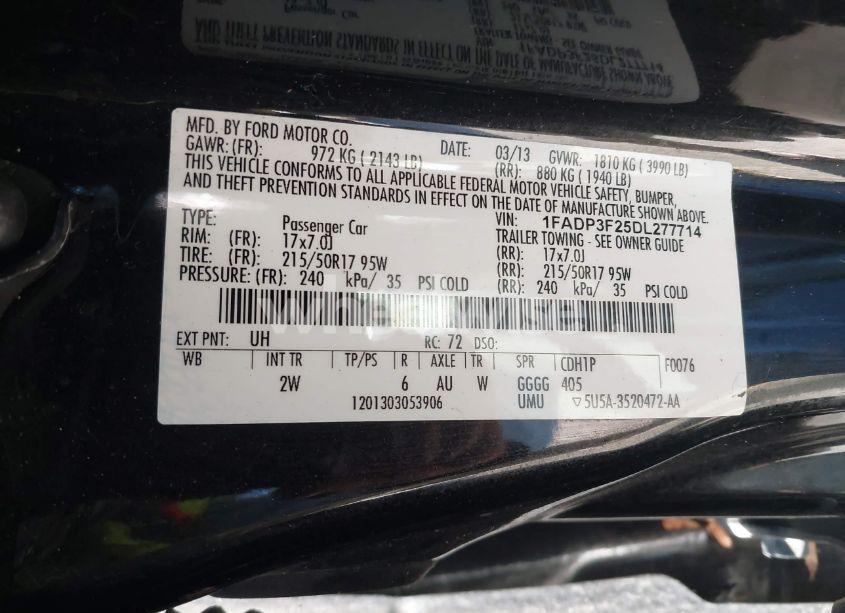 MFD. BY FORD MOTOR CO. DATE: 03/13 GVWR: 1810 KG ( 3990 LB)
GAWR: (FR): 972 KG ( 2143 LB) (RR): 880 KG ( 1940 LB)
THIS VEHICLE CONFORMS TO ALL APPLICABLE FEDERAL MOTOR VEHICLE SAFETY, BUMPER,
AND THEFT PREVENTION STANDARDS IN EFFECT ON THE DATE OF MANUFACTURE SHOWN ABOVE.
VIN: 1FADP3F25DL277714
TYPE: Passenger Car TRAILER TOWING - SEE OWNER GUIDE
RIM: (FR): 17x7.0J (RR): 17x7.0J
TIRE: (FR): 215/50R17 95W (RR): 215/50R17 95W
PRESSURE: (FR): 240 kPa/ 35 PSI COLD (RR): 240 kPa/ 35 PSI COLD
EXT PNT: UH RC: 72 DSO:
WB INT TR TP/PS R AXLE TR SPR CDH1P F0076
2W 6 AU W GGGG 405
1201303053906 UMU ▽5U5A-3520472-AA